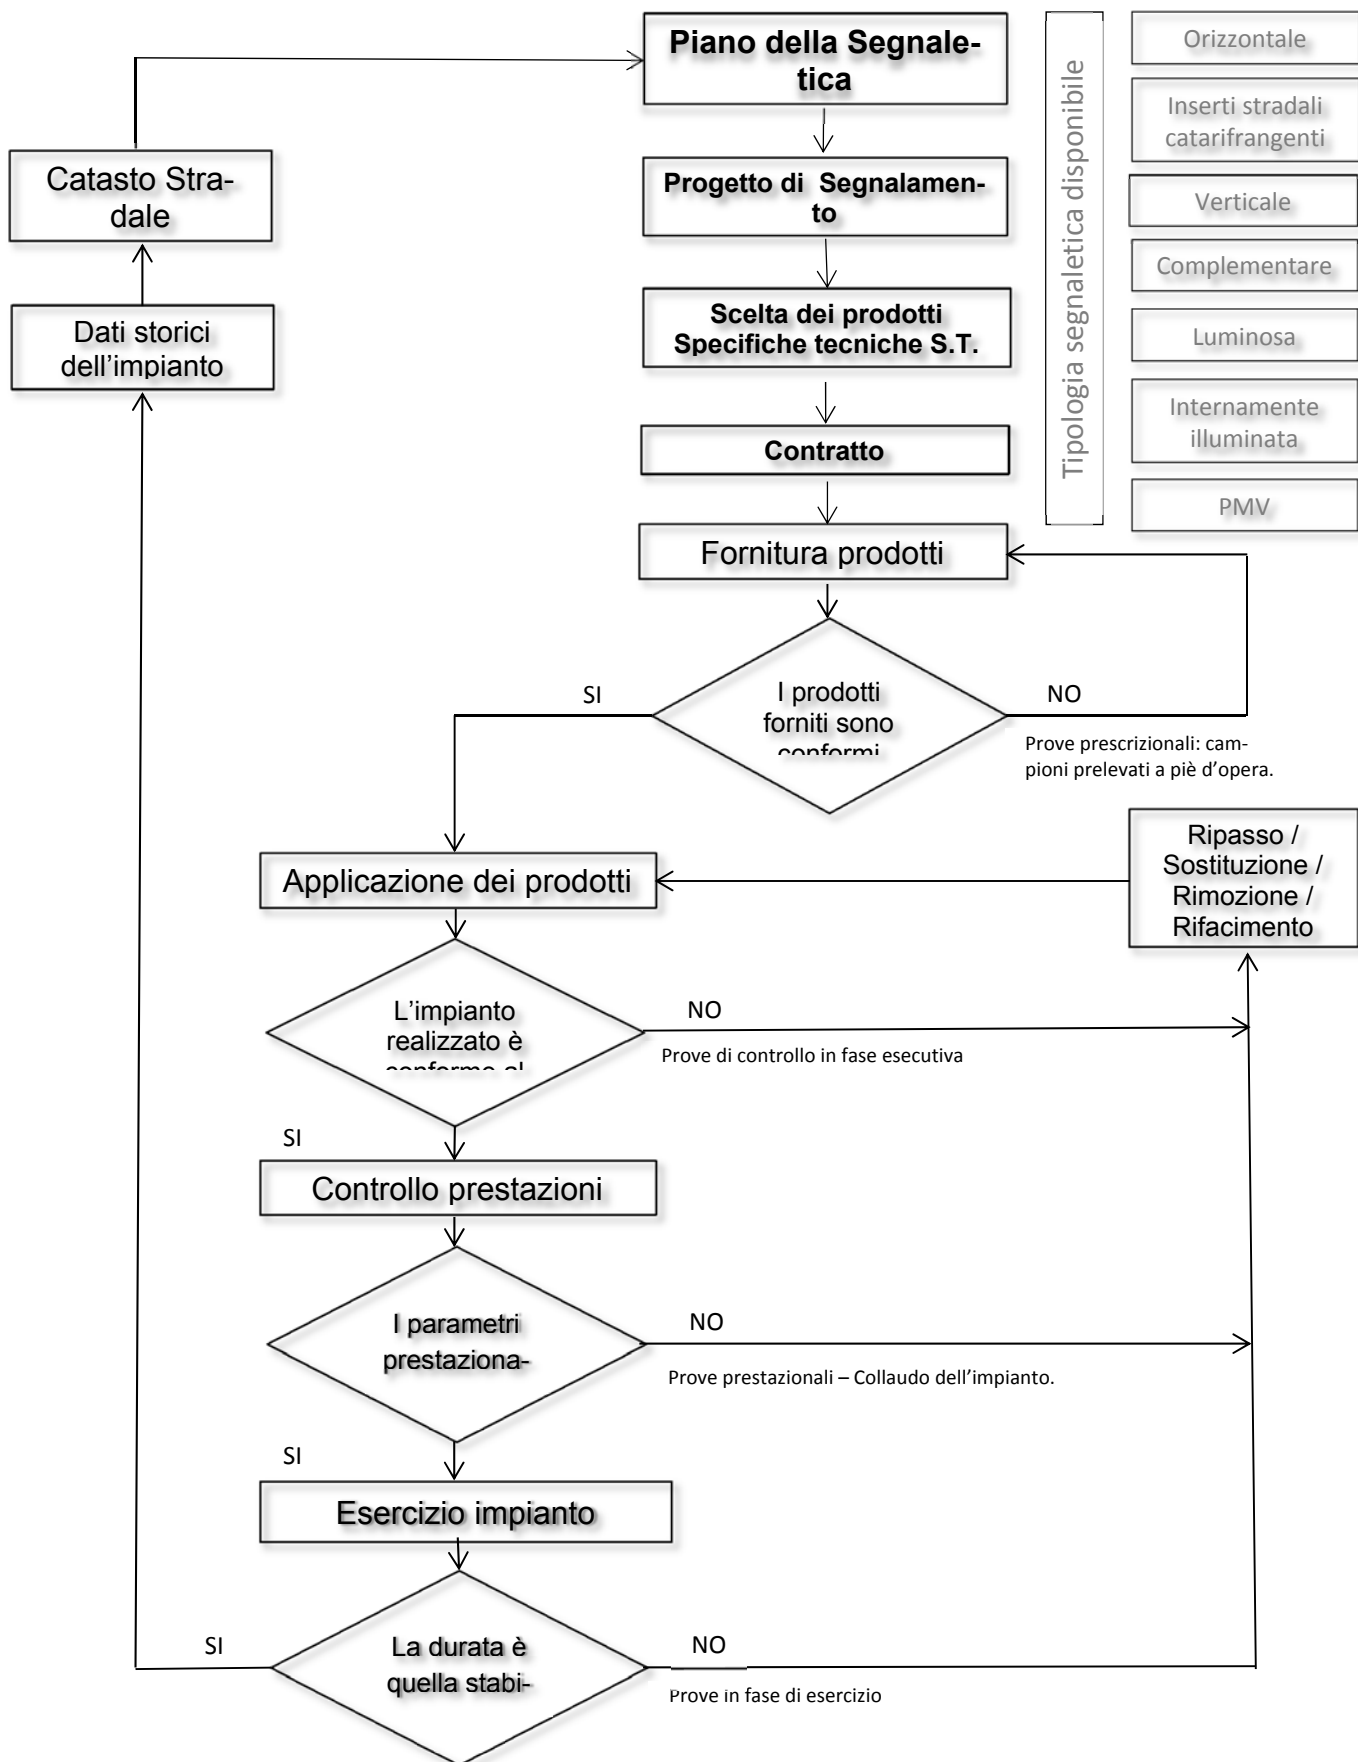 Piano della Segnale-
tica
Progetto di Segnalamen-
to
Scelta dei prodotti
Specifiche tecniche S.T.
Contratto
Fornitura prodotti
Tipologia segnaletica disponibile
Orizzontale
Inserti stradali
catarifrangenti
Verticale
Complementare
Luminosa
Internamente
illuminata
PMV
Catasto Stra-
dale
Dati storici
dell’impianto
SI
I prodotti
forniti sono
conformi
NO
Prove prescrizionali: cam-
pioni prelevati a piè d’opera.
Applicazione dei prodotti
Ripasso /
Sostituzione /
Rimozione /
Rifacimento
L’impianto
realizzato è
conforme al
NO
Prove di controllo in fase esecutiva
SI
Controllo prestazioni
I parametri
prestaziona-
NO
Prove prestazionali – Collaudo dell’impianto.
SI
Esercizio impianto
SI
La durata è
quella stabi-
NO
Prove in fase di esercizio